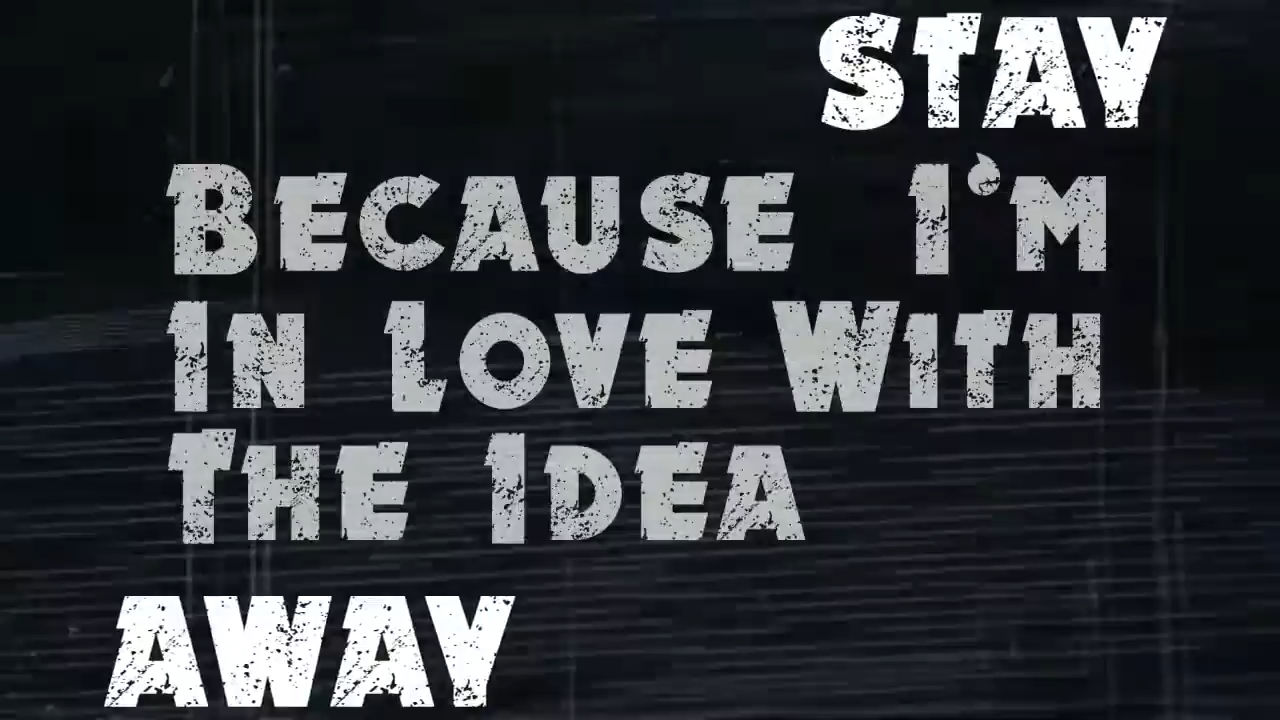 STAY
BECAUSE I'M
IN LOVE WITH
THE IDEA
AWAY